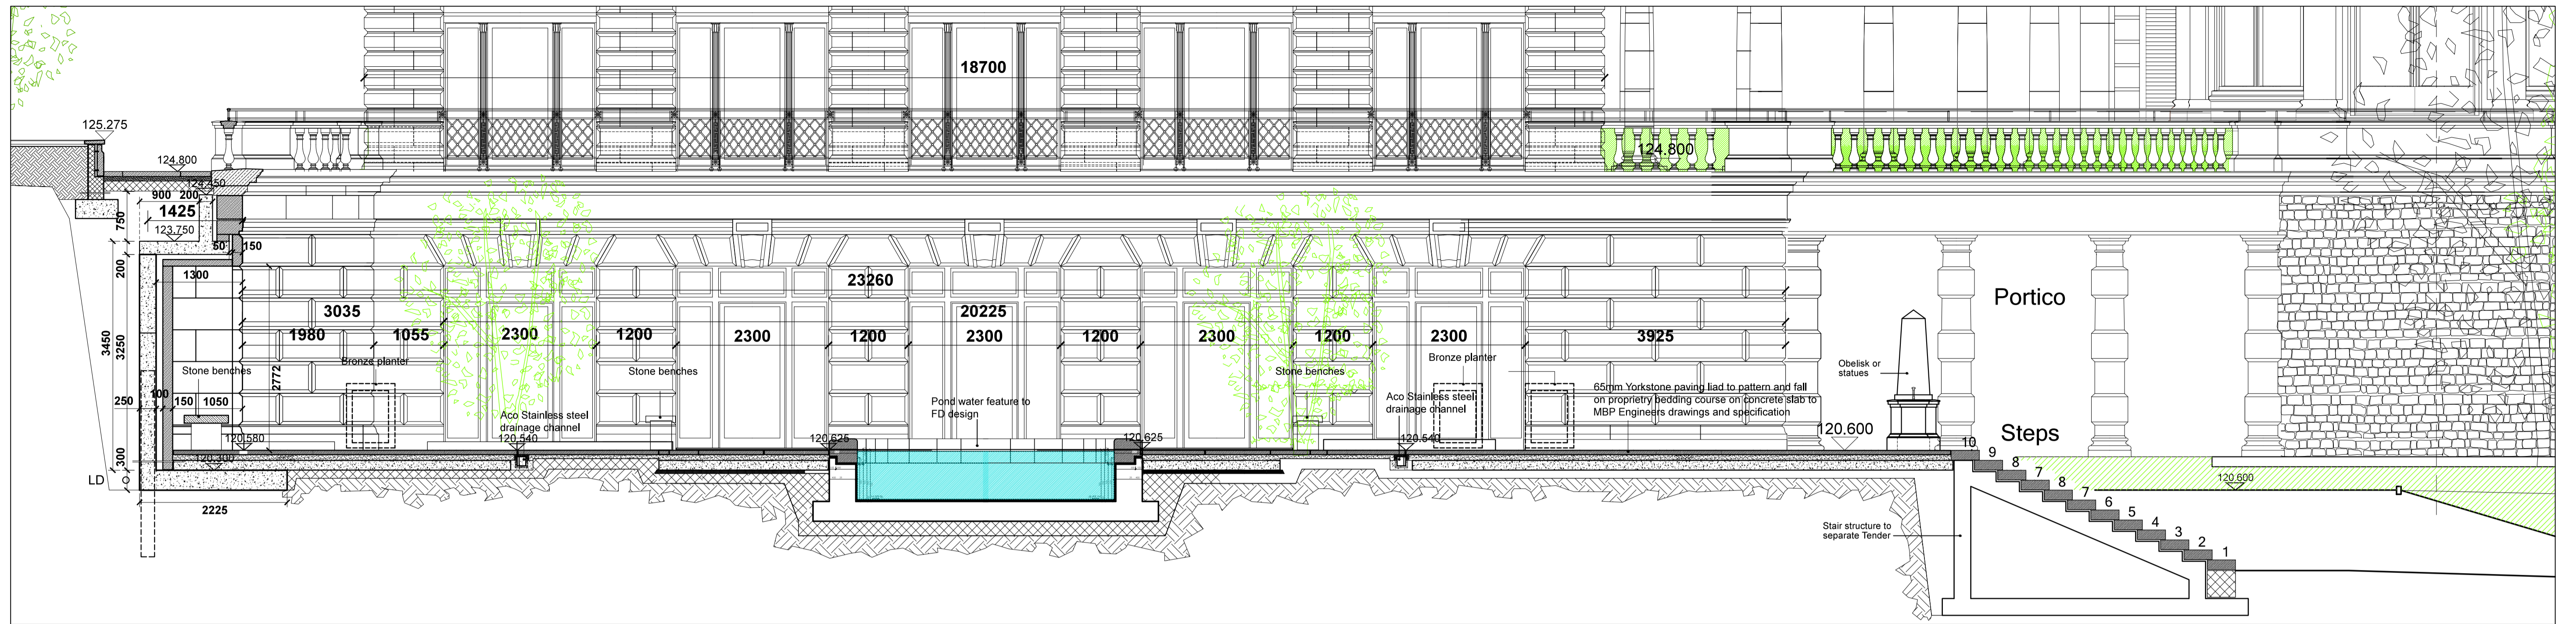 18700
125.275
124.800
124.800
124.450
900 200
1425
750
123.750
50 150
200
1300
23260
3035
20225
1980 1055 2300 1200 2300 1200 2300 1200 2300 1200 2300 3925
3450
3250
2772
Portico
Bronze planter
Bronze planter
Stone benches
Stone benches
Stone benches
Obelisk or
statues
65mm Yorkstone paving liad to pattern and fall
on proprietry bedding course on concrete slab to
MBP Engineers drawings and specification
250 100 150 1050
Aco Stainless steel
drainage channel
Pond water feature to
FD design
Aco Stainless steel
drainage channel
120.580
120.540
120.625
120.625
120.540
120.600
Steps
300
120.300
LD
2225
10
9
8
7
8
7
6
5
4
3
2
1
120.600
Stair structure to
separate Tender